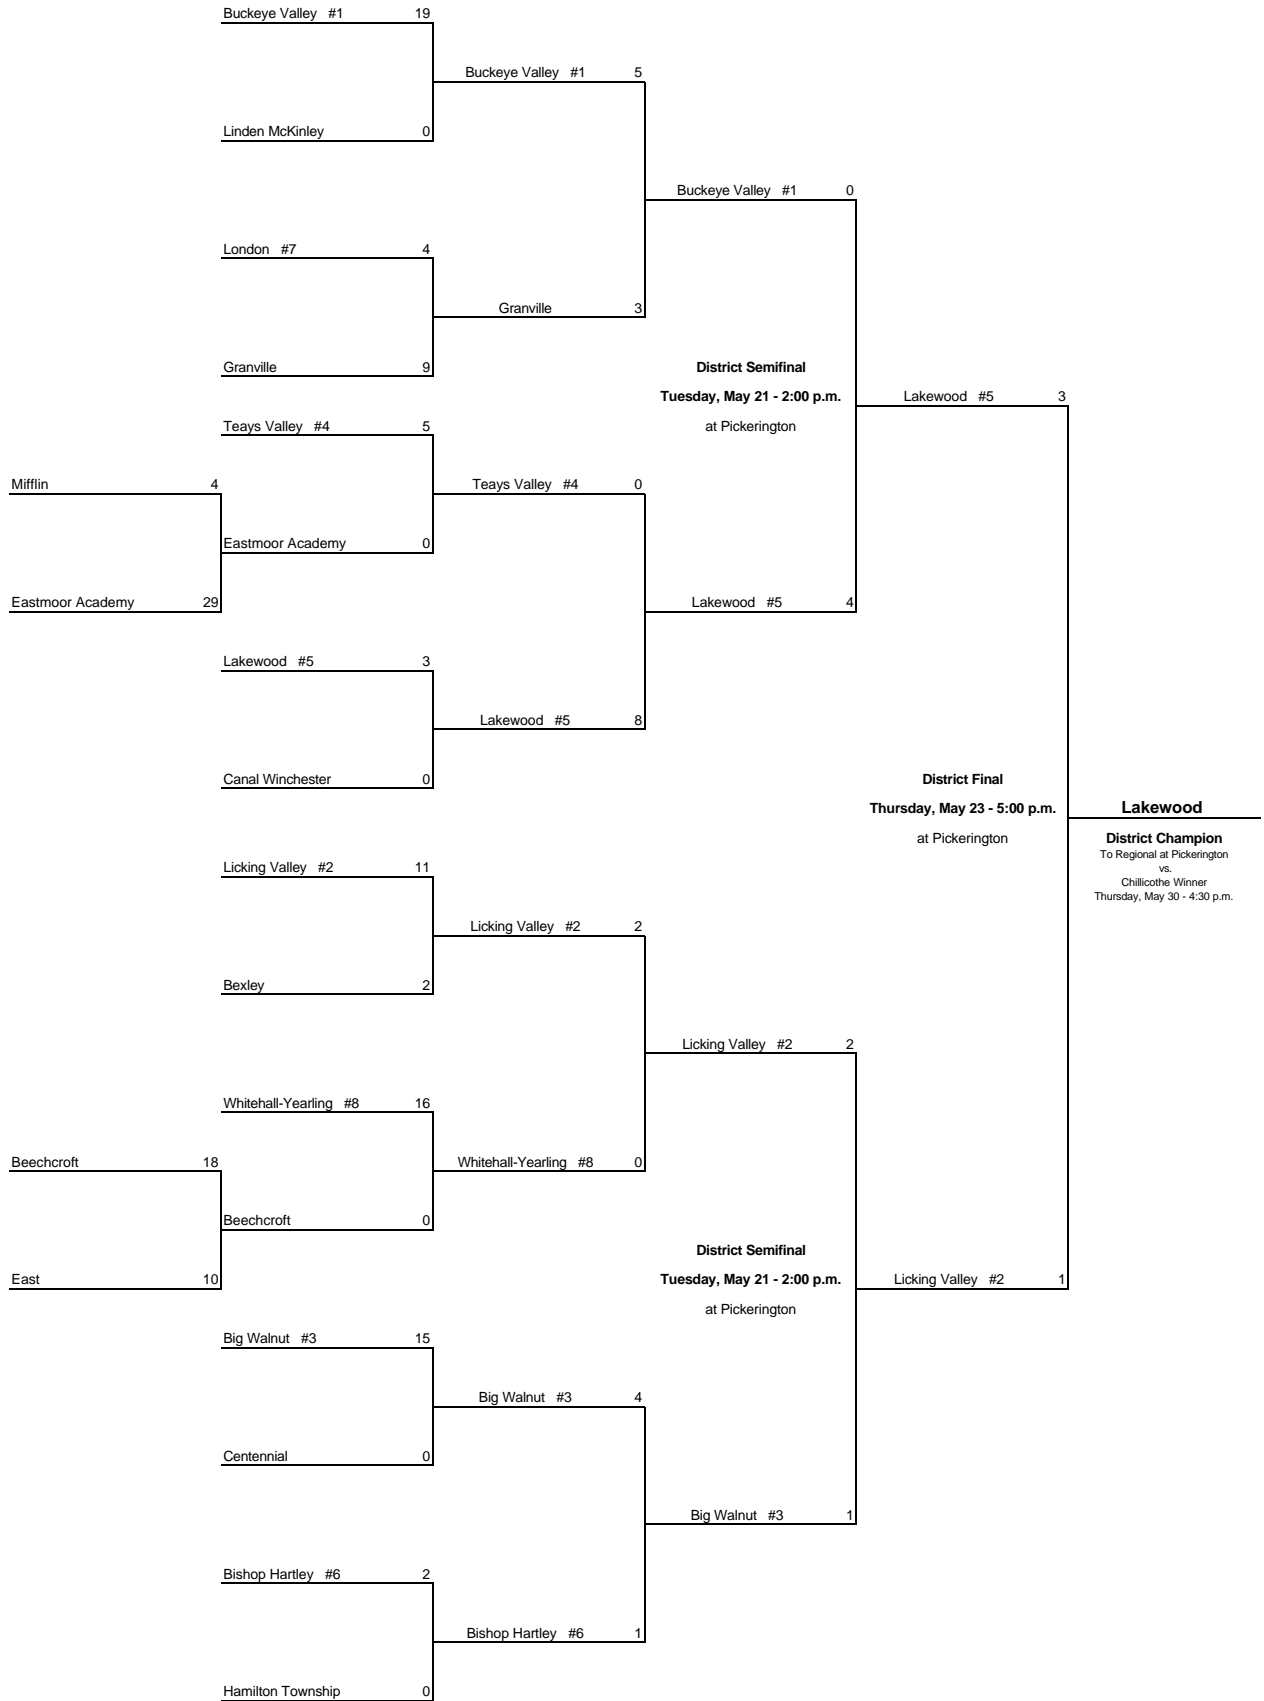 Buckeye Valley #1 19
Buckeye Valley #1 5
Linden McKinley 0
Buckeye Valley #1 0
London #7 4
Granville 3
Granville 9
District Semifinal
Tuesday, May 21 - 2:00 p.m.
Lakewood #5 3
Teays Valley #4 5
at Pickerington
Mifflin 4
Teays Valley #4 0
Eastmoor Academy 0
Eastmoor Academy 29
Lakewood #5 4
Lakewood #5 3
Lakewood #5 8
Canal Winchester 0
District Final
Thursday, May 23 - 5:00 p.m.
Lakewood
at Pickerington
District Champion
To Regional at Pickerington
vs.
Chillicothe Winner
Thursday, May 30 - 4:30 p.m.
Licking Valley #2 11
Licking Valley #2 2
Bexley 2
Licking Valley #2 2
Whitehall-Yearling #8 16
Beechcroft 18
Whitehall-Yearling #8 0
Beechcroft 0
District Semifinal
East 10
Tuesday, May 21 - 2:00 p.m.
Licking Valley #2 1
at Pickerington
Big Walnut #3 15
Big Walnut #3 4
Centennial 0
Big Walnut #3 1
Bishop Hartley #6 2
Bishop Hartley #6 1
Hamilton Township 0